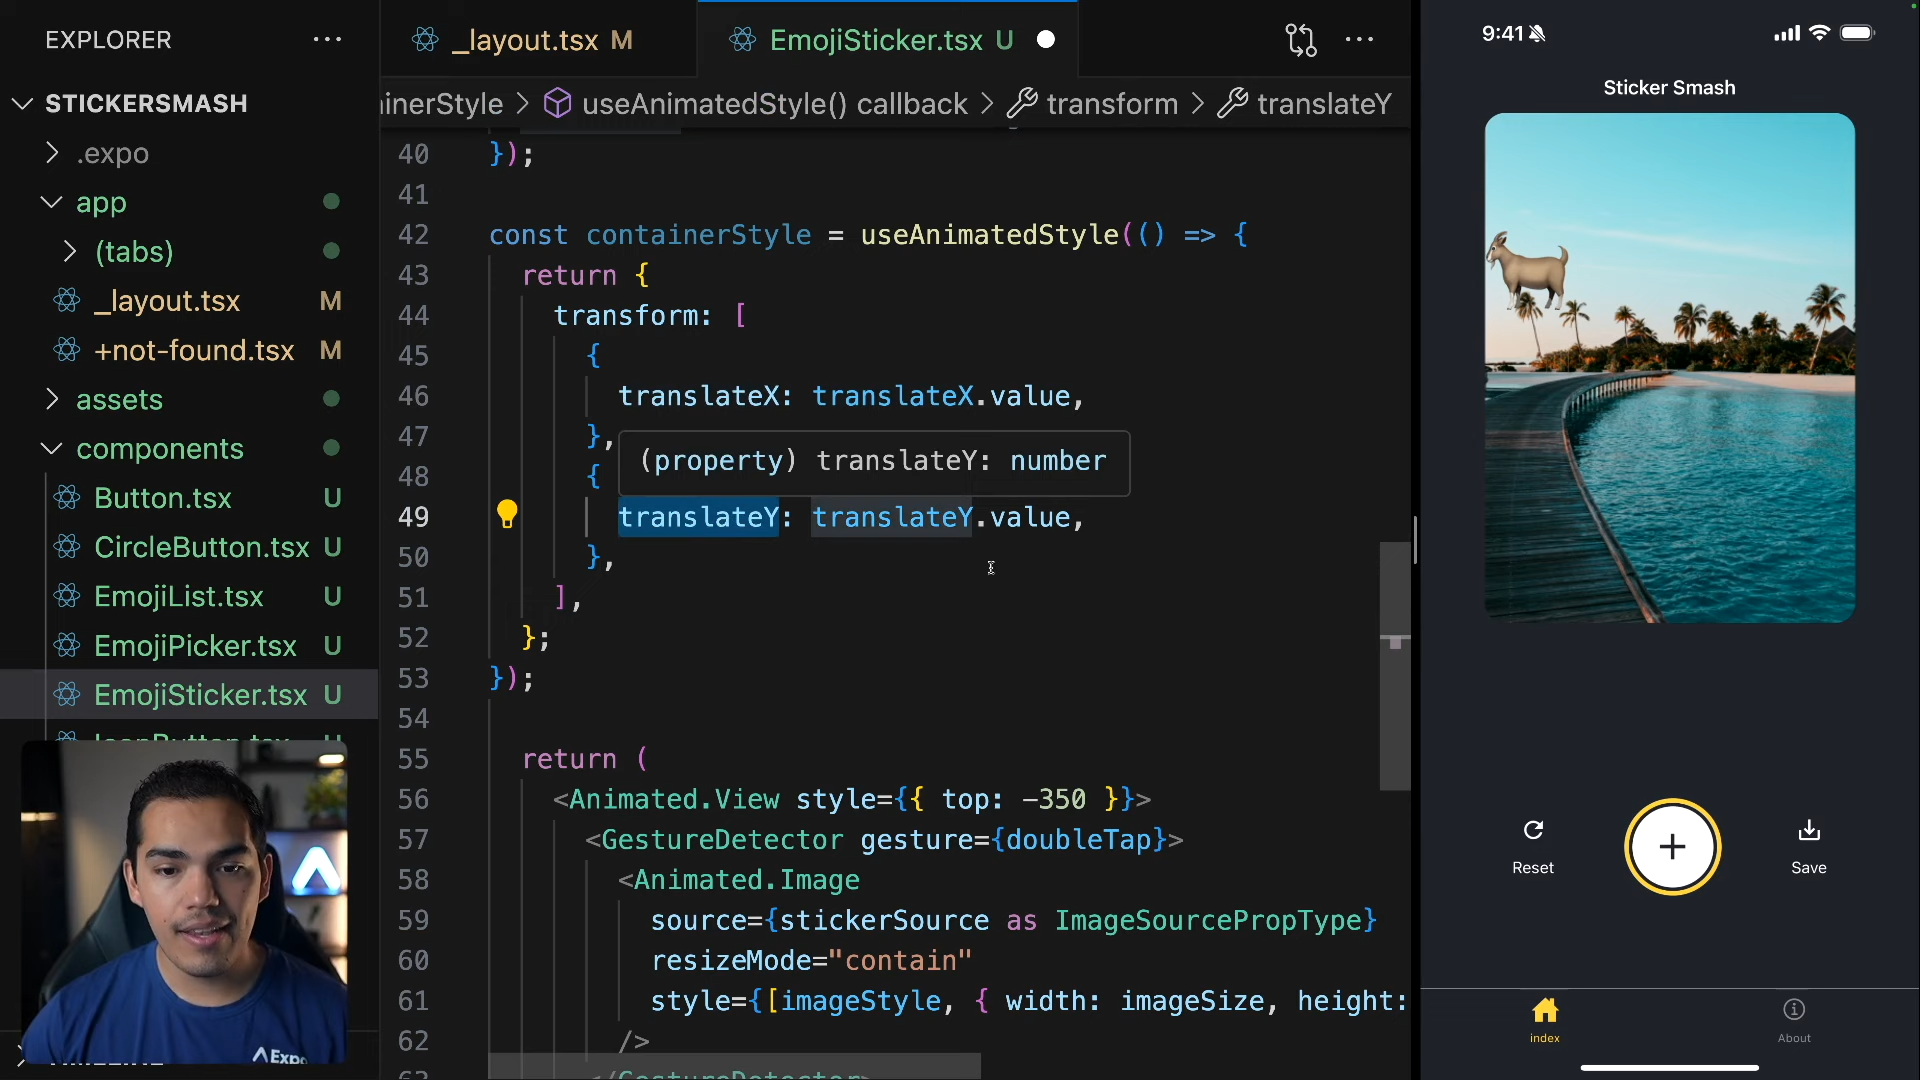 EXPLORER
STICKERSMASH
.expo
app
(tabs)
_layout.tsx M
+not-found.tsx M
assets
components
Button.tsx U
CircleButton.tsx U
EmojiList.tsx U
EmojiPicker.tsx U
EmojiSticker.tsx U
_layout.tsx M
EmojiSticker.tsx U
inerStyle > useAnimatedStyle() callback > transform > translateY
40 });
41
42 const containerStyle = useAnimatedStyle(() => {
43 return {
44 transform: [
45 {
46 translateX: translateX.value,
47 },
(property) translateY: number
48 {
49 translateY: translateY.value,
50 },
51 ],
52 };
53 });
54
55 return (
56 <Animated.View style={{ top: -350 }}>
57 <GestureDetector gesture={doubleTap}>
58 <Animated.Image
59 source={stickerSource as ImageSourcePropType}
60 resizeMode="contain"
61 style={[imageStyle, { width: imageSize, height:
62 />
Expo
9:41
Sticker Smash
Reset
+
Save
index
About